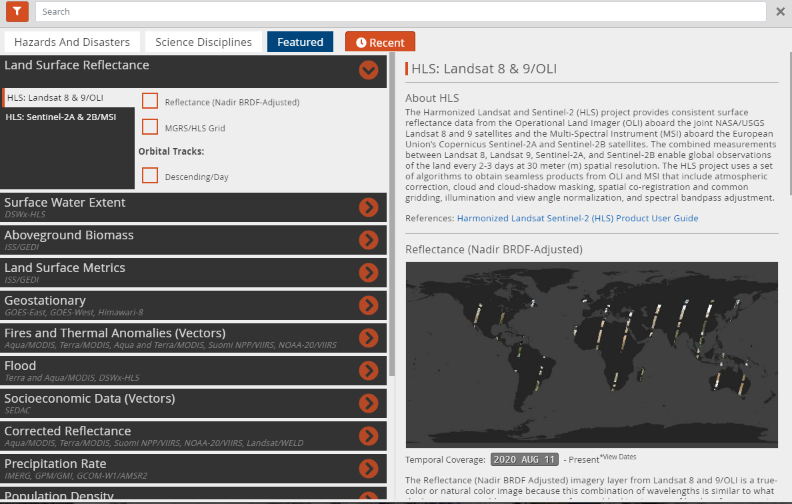 Search
Hazards And Disasters
Science Disciplines
Featured
Recent
Land Surface Reflectance
HLS: Landsat 8 & 9/OLI
HLS: Sentinel-2A & 2B/MSI
Reflectance (Nadir BRDF-Adjusted)
MGRS/HLS Grid
Orbital Tracks:
Descending/Day
Surface Water Extent
DSWx-HLS
Aboveground Biomass
ISS/GEDI
Land Surface Metrics
ISS/GEDI
Geostationary
GOES-East, GOES-West, Himawari-8
Fires and Thermal Anomalies (Vectors)
Aqua/MODIS, Terra/MODIS, Aqua and Terra/MODIS, Suomi NPP/VIIRS, NOAA-20/VIIRS
Flood
Terra and Aqua/MODIS, DSWx-HLS
Socioeconomic Data (Vectors)
SEDAC
Corrected Reflectance
Aqua/MODIS, Terra/MODIS, Suomi NPP/VIIRS, NOAA-20/VIIRS, Landsat/WELD
Precipitation Rate
IMERG, GPM/GMI, GCOM-W1/AMSR2
Population Density
HLS: Landsat 8 & 9/OLI
About HLS
The Harmonized Landsat and Sentinel-2 (HLS) project provides consistent surface
reflectance data from the Operational Land Imager (OLI) aboard the joint NASA/USGS
Landsat 8 and 9 satellites and the Multi-Spectral Instrument (MSI) aboard the European
Union's Copernicus Sentinel-2A and Sentinel-2B satellites. The combined measurements
between Landsat 8, Landsat 9, Sentinel-2A, and Sentinel-2B enable global observations
of the land every 2-3 days at 30 meter (m) spatial resolution. The HLS project uses a set
of algorithms to obtain seamless products from OLI and MSI that include atmospheric
correction, cloud and cloud-shadow masking, spatial co-registration and common
gridding, illumination and view angle normalization, and spectral bandpass adjustment.
References: Harmonized Landsat Sentinel-2 (HLS) Product User Guide
Reflectance (Nadir BRDF-Adjusted)
Temporal Coverage: 2020 AUG 11 - Present *View Dates
The Reflectance (Nadir BRDF Adjusted) imagery layer from Landsat 8 and 9/OLI is a true-
color or natural color image because this combination of wavelengths is similar to what